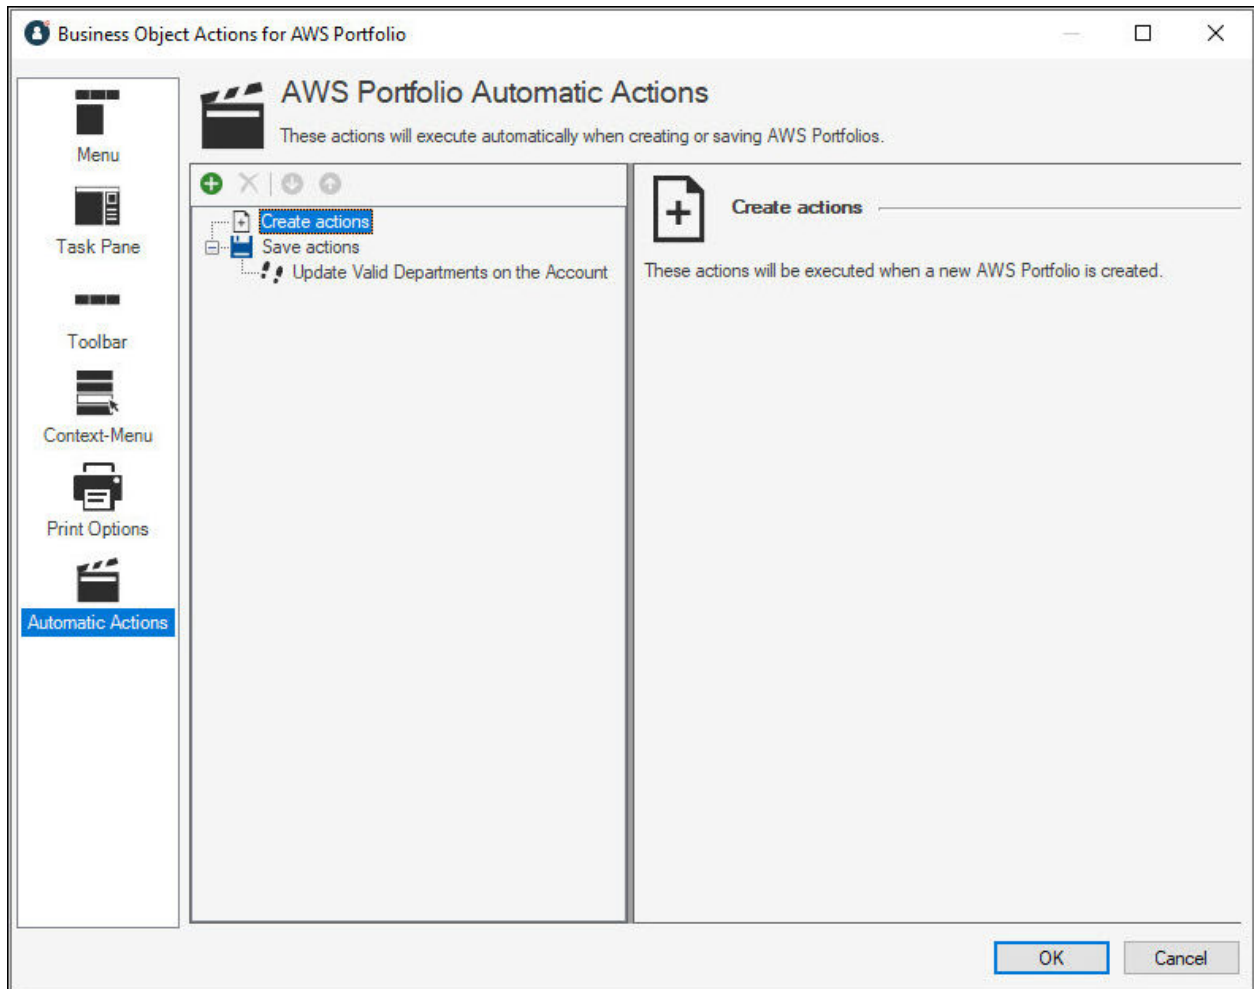 Business Object Actions for AWS Portfolio
Menu
Task Pane
Toolbar
Context-Menu
Print Options
Automatic Actions
AWS Portfolio Automatic Actions
These actions will execute automatically when creating or saving AWS Portfolios.
Create actions
Save actions
Update Valid Departments on the Account
Create actions
These actions will be executed when a new AWS Portfolio is created.
OK
Cancel